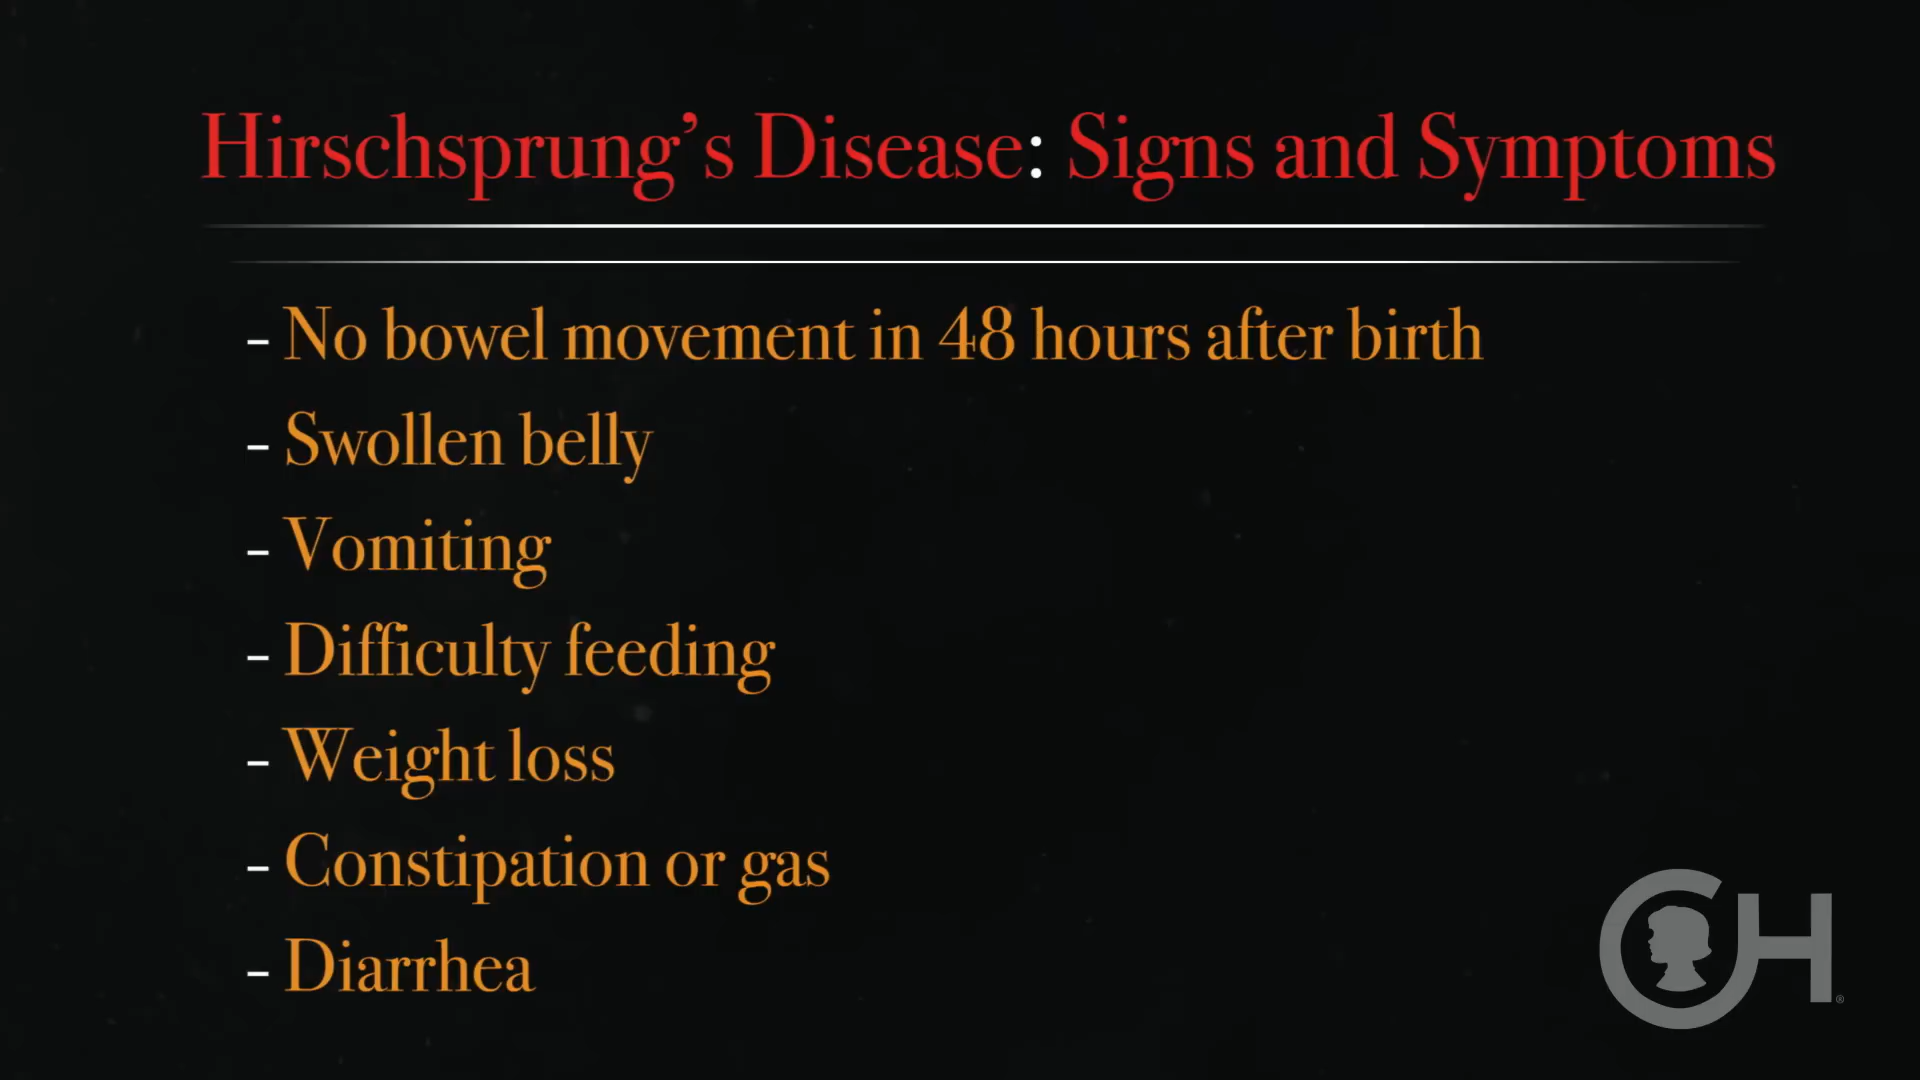 Hirschsprung’s Disease: Signs and Symptoms
– No bowel movement in 48 hours after birth
– Swollen belly
– Vomiting
– Difficulty feeding
– Weight loss
– Constipation or gas
– Diarrhea
CH®